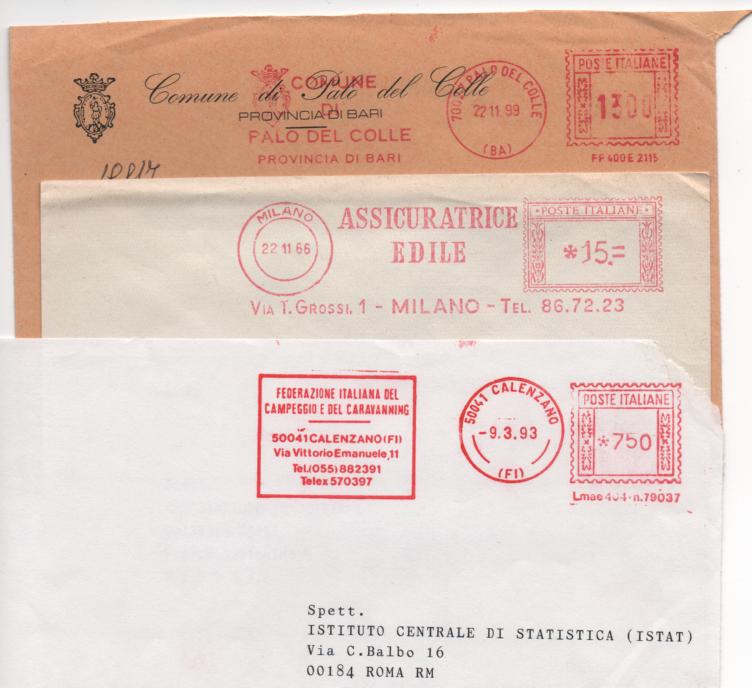 Comune di Palo del Colle
PROVINCIA DI BARI
COMUNE
DI
PALO DEL COLLE
PROVINCIA DI BARI
PALO DEL COLLE
22.11.99
(BA)
POSTE ITALIANE
1300
FP 400 E 2115
MILANO
22 11 66
ASSICURATRICE
EDILE
POSTE ITALIANE
*15.=
VIA T. GROSSI, 1 - MILANO - TEL. 86.72.23
FEDERAZIONE ITALIANA DEL
CAMPEGGIO E DEL CARAVANNING
50041 CALENZANO (FI)
Via Vittorio Emanuele, 11
Tel.(055) 882391
Telex 570397
50041 CALENZANO
-9.3.93
(FI)
POSTE ITALIANE
*750
Lmae 404 · n.79037
Spett.
ISTITUTO CENTRALE DI STATISTICA (ISTAT)
Via C.Balbo 16
00184 ROMA RM